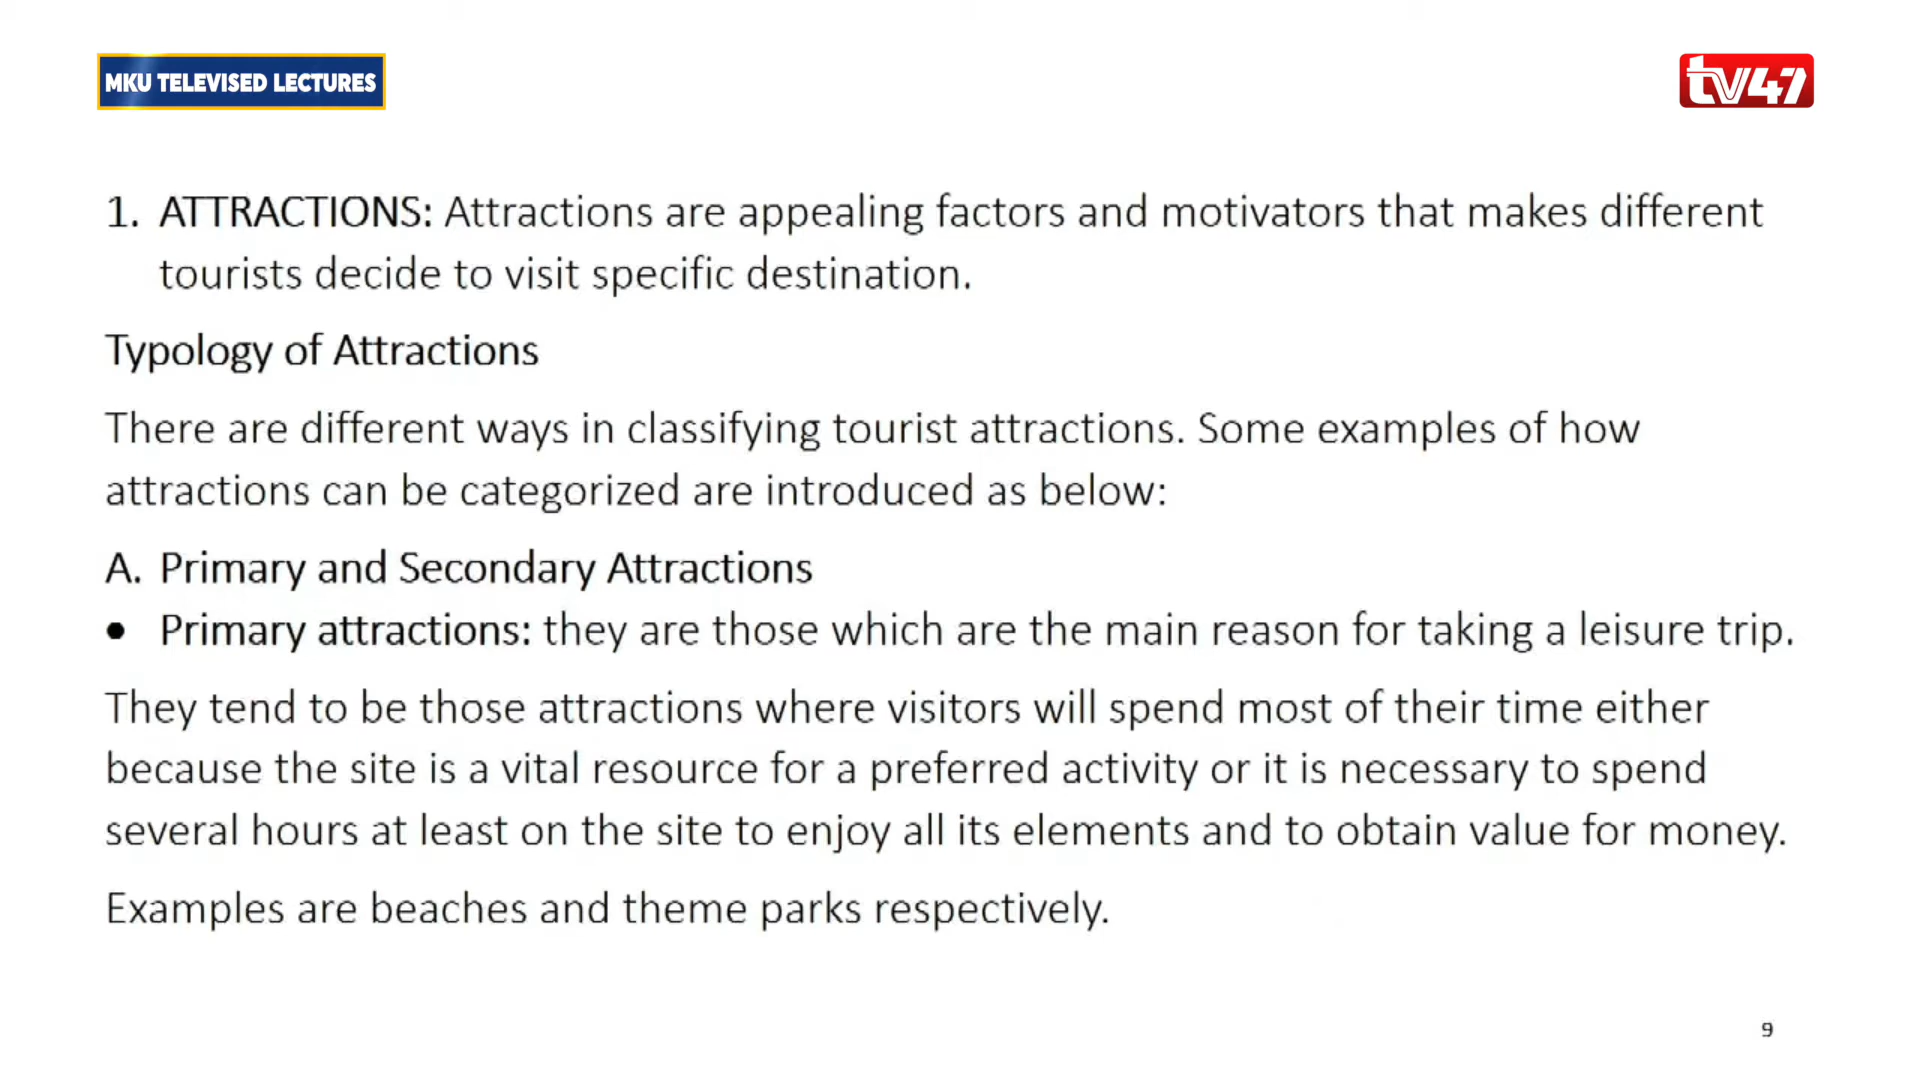 MKU TELEVISED LECTURES
tv47
1. ATTRACTIONS: Attractions are appealing factors and motivators that makes different
tourists decide to visit specific destination.
Typology of Attractions
There are different ways in classifying tourist attractions. Some examples of how
attractions can be categorized are introduced as below:
A. Primary and Secondary Attractions
• Primary attractions: they are those which are the main reason for taking a leisure trip.
They tend to be those attractions where visitors will spend most of their time either
because the site is a vital resource for a preferred activity or it is necessary to spend
several hours at least on the site to enjoy all its elements and to obtain value for money.
Examples are beaches and theme parks respectively.
9